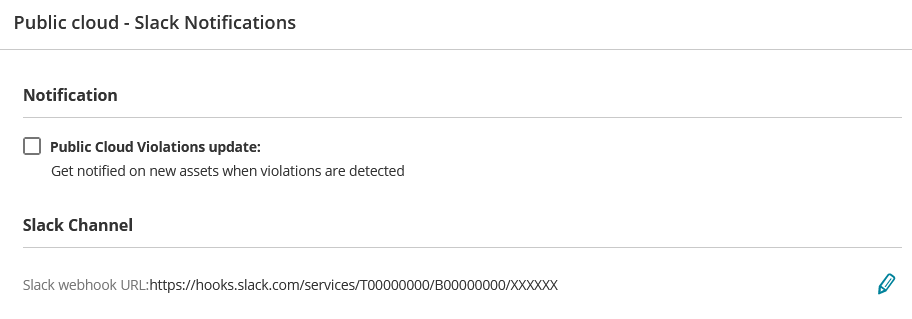 Public cloud - Slack Notifications
Notification
Public Cloud Violations update:
Get notified on new assets when violations are detected
Slack Channel
Slack webhook URL:https://hooks.slack.com/services/T00000000/B00000000/XXXXXX